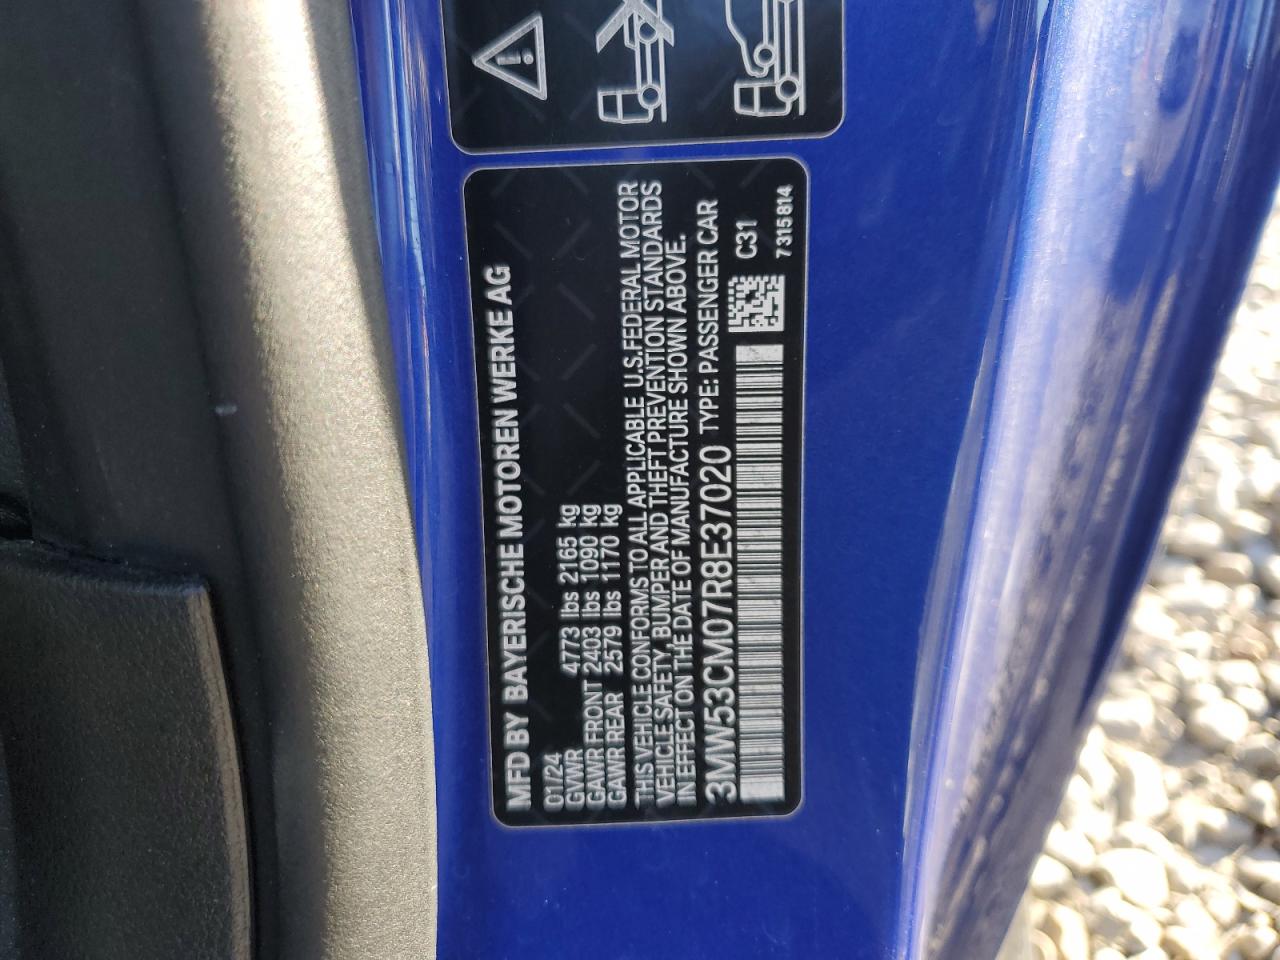 MFD BY BAYERISCHE MOTOREN WERKE AG
01/24
GVWR 4773 lbs 2165 kg
GAWR FRONT 2403 lbs 1090 kg
GAWR REAR 2579 lbs 1170 kg
THIS VEHICLE CONFORMS TO ALL APPLICABLE U.S.FEDERAL MOTOR
VEHICLE SAFETY, BUMPER AND THEFT PREVENTION STANDARDS
IN EFFECT ON THE DATE OF MANUFACTURE SHOWN ABOVE.
3MW53CM07R8E37020 TYPE: PASSENGER CAR
C31
7315814